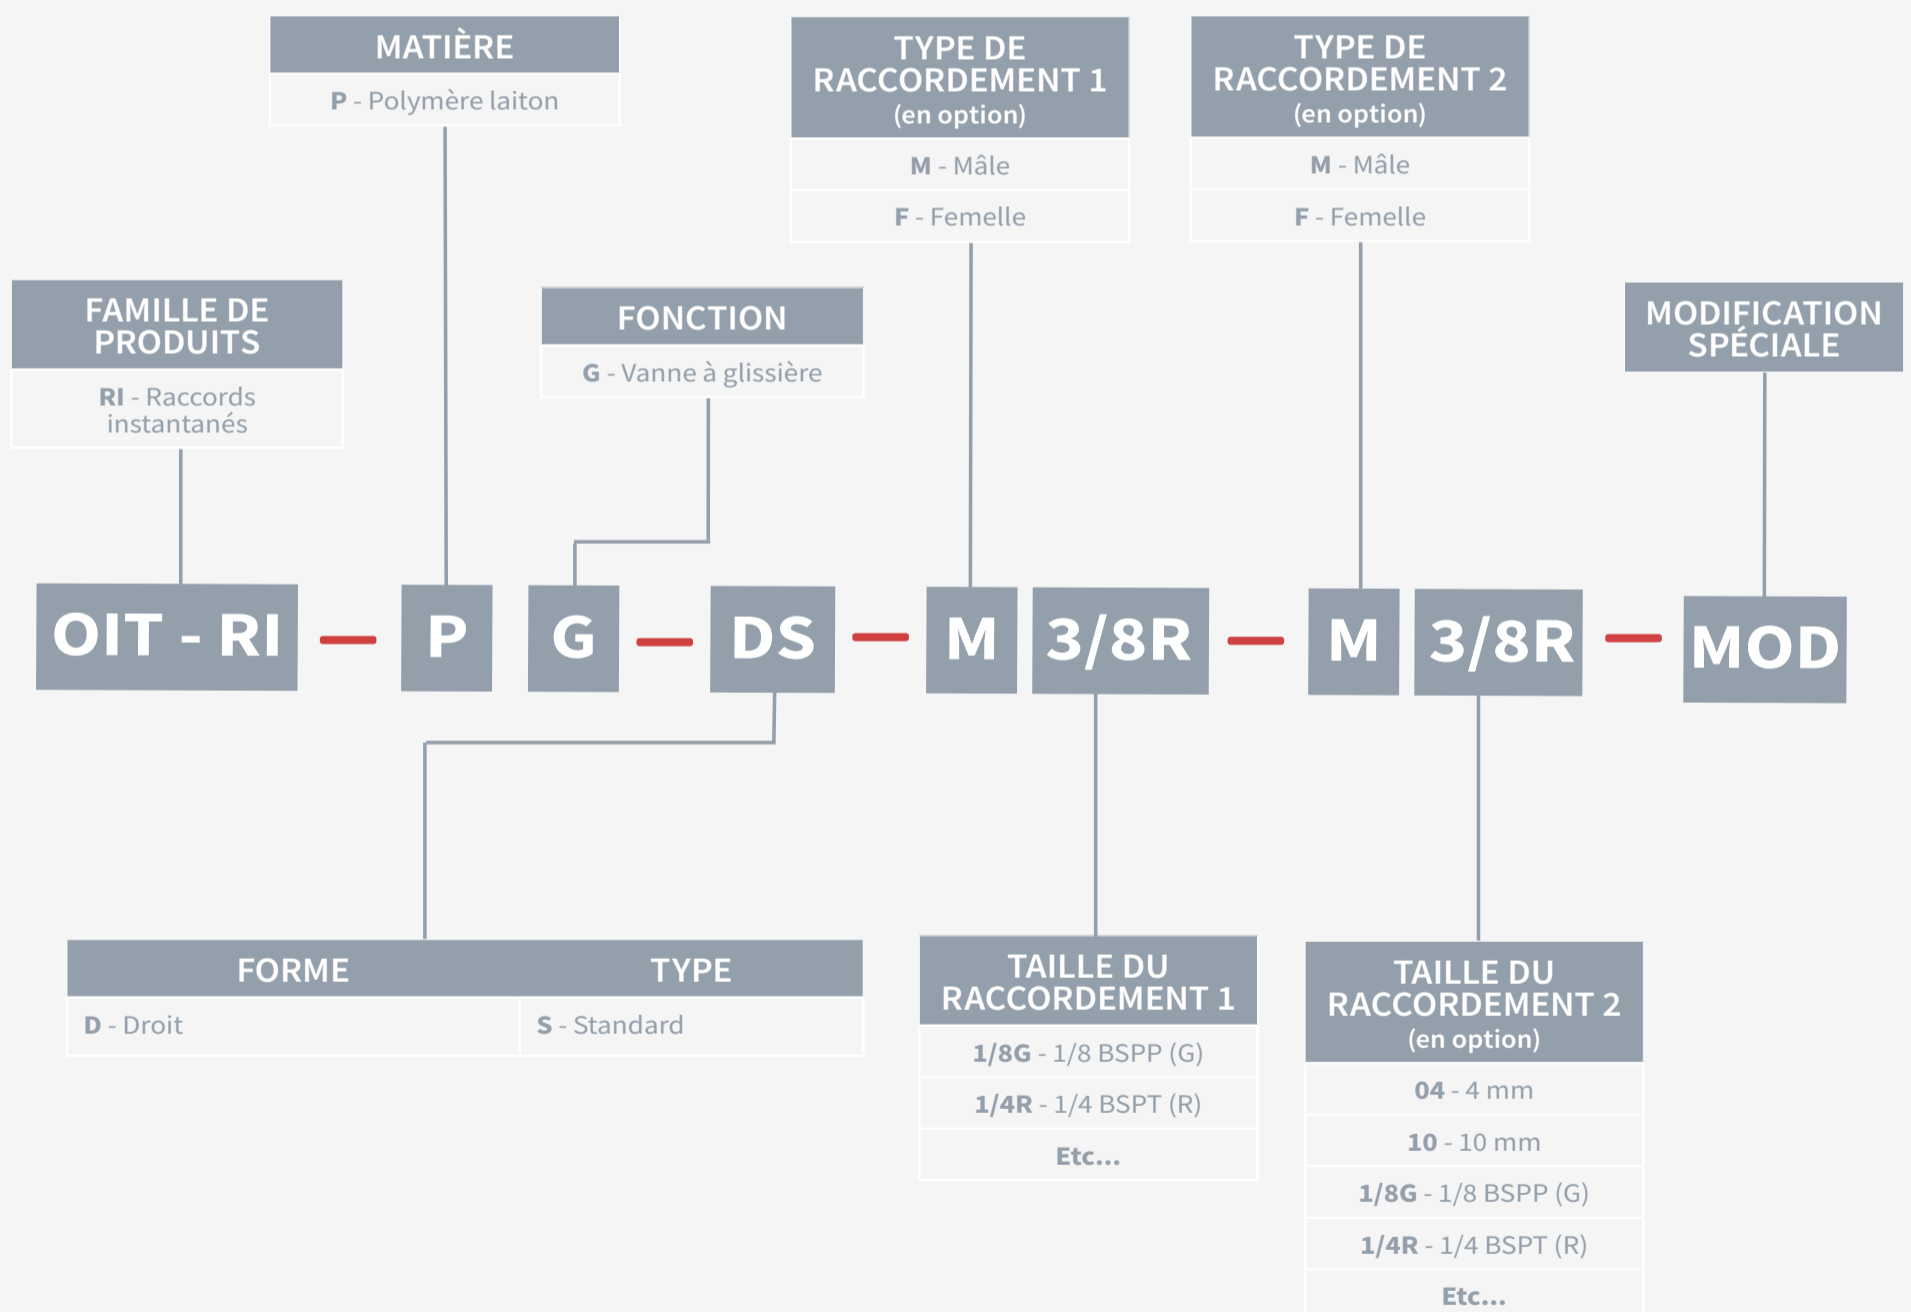 MATIÈRE
P - Polymère laiton
TYPE DE
RACCORDEMENT 1
(en option)
M - Mâle
F - Femelle
TYPE DE
RACCORDEMENT 2
(en option)
M - Mâle
F - Femelle
FAMILLE DE
PRODUITS
RI - Raccords
instantanés
FONCTION
G - Vanne à glissière
MODIFICATION
SPÉCIALE
OIT - RI — P G — DS — M 3/8R — M 3/8R — MOD
FORME TYPE
D - Droit S - Standard
TAILLE DU
RACCORDEMENT 1
1/8G - 1/8 BSPP (G)
1/4R - 1/4 BSPT (R)
Etc...
TAILLE DU
RACCORDEMENT 2
(en option)
04 - 4 mm
10 - 10 mm
1/8G - 1/8 BSPP (G)
1/4R - 1/4 BSPT (R)
Etc...